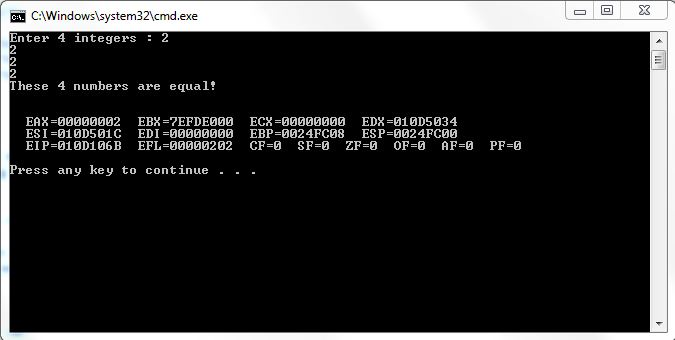 C:\Windows\system32\cmd.exe
Enter 4 integers : 2
2
2
2
These 4 numbers are equal!
EAX=00000002 EBX=7EFDE000 ECX=00000000 EDX=010D5034
ESI=010D501C EDI=00000000 EBP=0024FC08 ESP=0024FC00
EIP=010D106B EFL=00000202 CF=0 SF=0 ZF=0 OF=0 AF=0 PF=0
Press any key to continue . . .